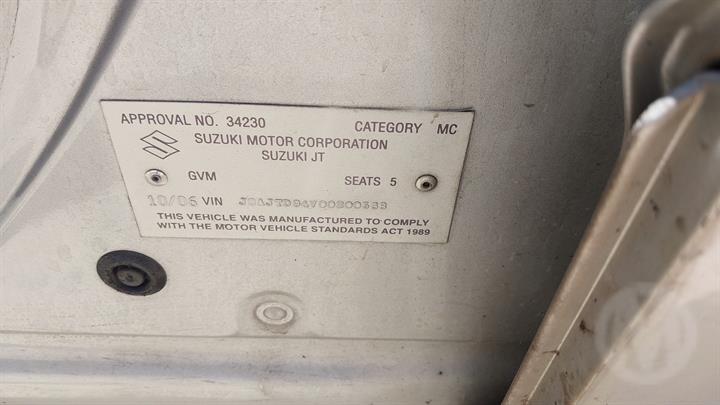 APPROVAL NO. 34230 CATEGORY MC
SUZUKI MOTOR CORPORATION
SUZUKI JT
GVM SEATS 5
10/06 VIN
THIS VEHICLE WAS MANUFACTURED TO COMPLY
WITH THE MOTOR VEHICLE STANDARDS ACT 1989